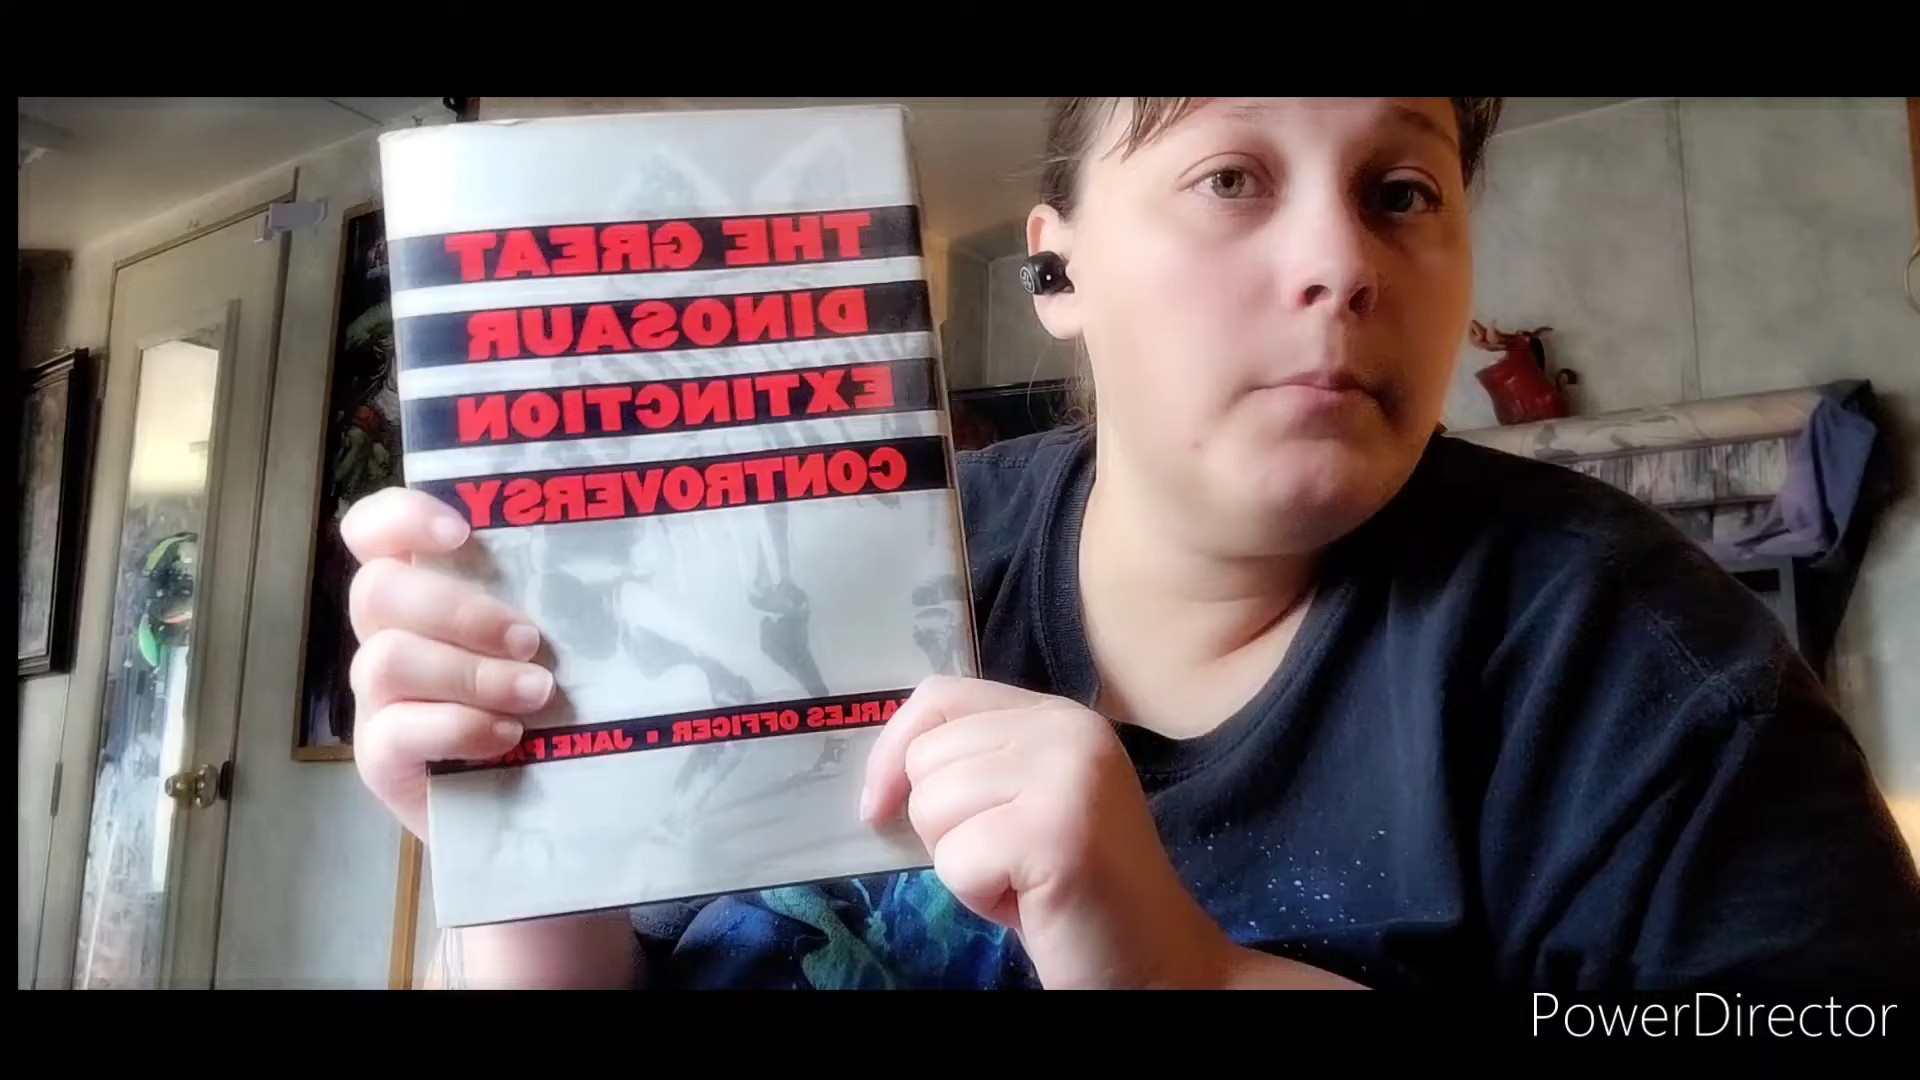 THE GREAT
DINOSAUR
EXTINCTION
CONTROVERSY
OFFICER ▪ JAKE
PowerDirector